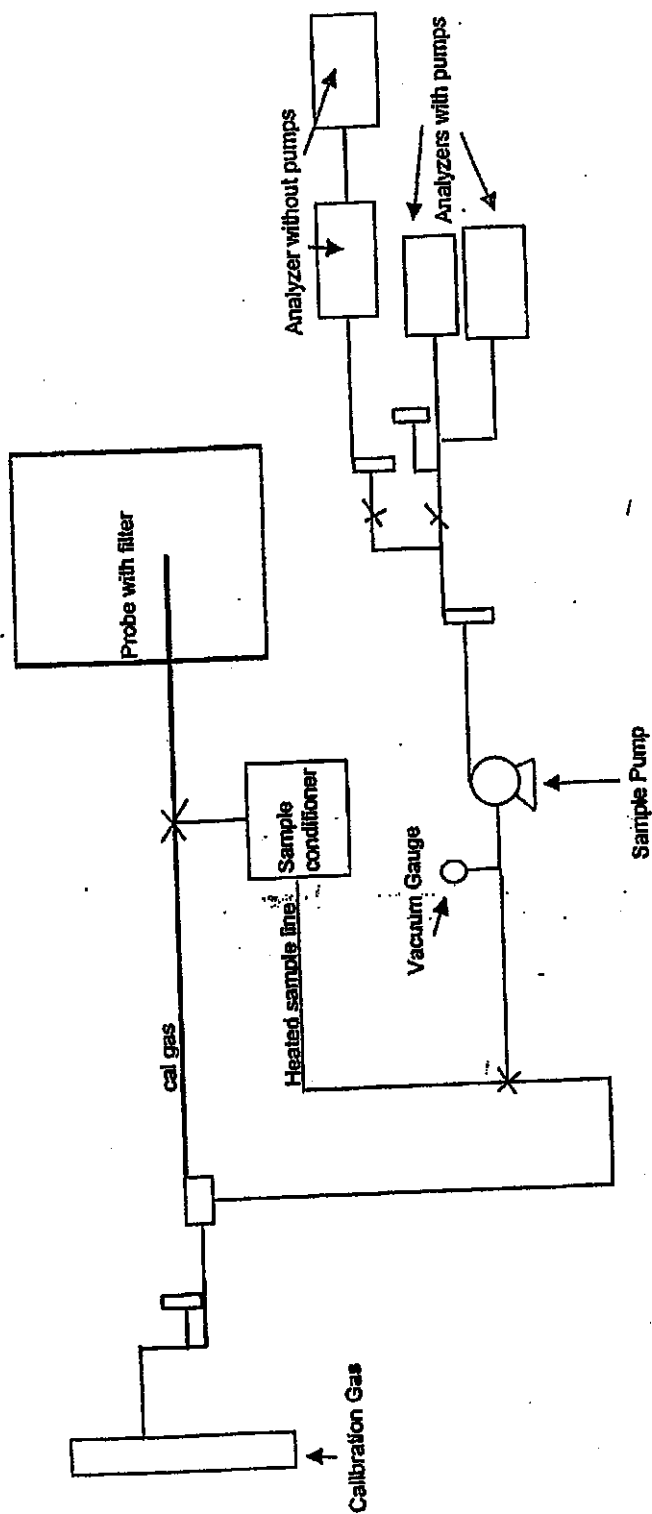 Probe with filter
Analyzer without pumps
Analyzers with pumps
cal gas
Sample
conditioner
Heated sample line
Vacuum Gauge
Sample Pump
Calibration Gas